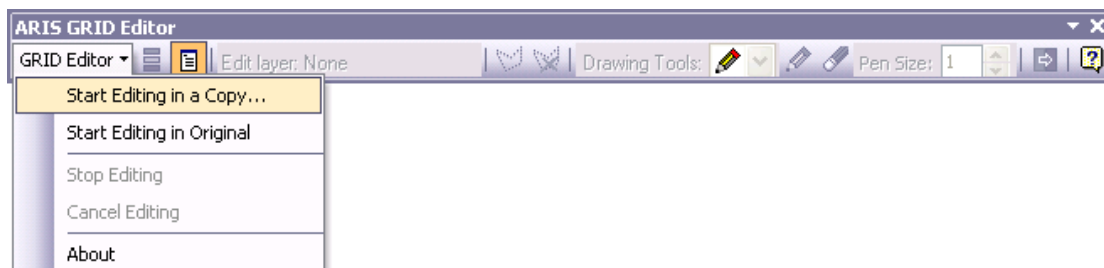 ARIS GRID Editor
GRID Editor Edit layer: None Drawing Tools: Pen Size: 1
Start Editing in a Copy...
Start Editing in Original
Stop Editing
Cancel Editing
About